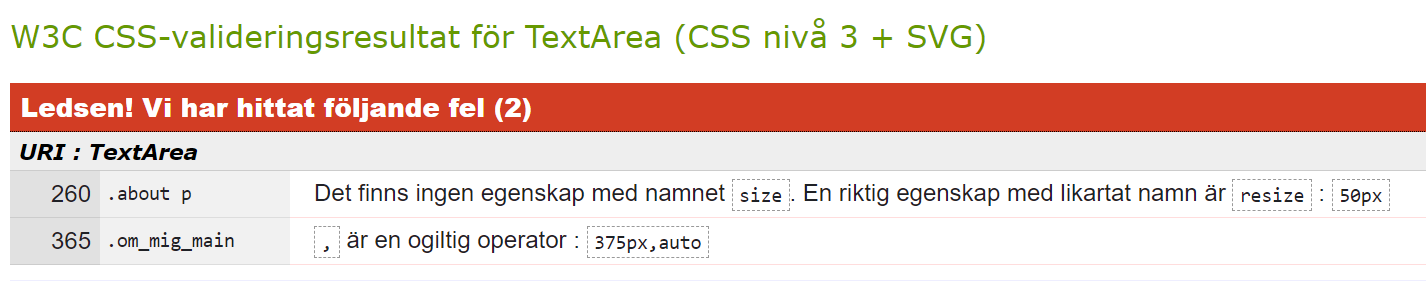 W3C CSS-valideringsresultat för TextArea (CSS nivå 3 + SVG)
Ledsen! Vi har hittat följande fel (2)
URI : TextArea
260 .about p Det finns ingen egenskap med namnet size. En riktig egenskap med likartat namn är resize : 50px
365 .om_mig_main , är en ogiltig operator : 375px,auto